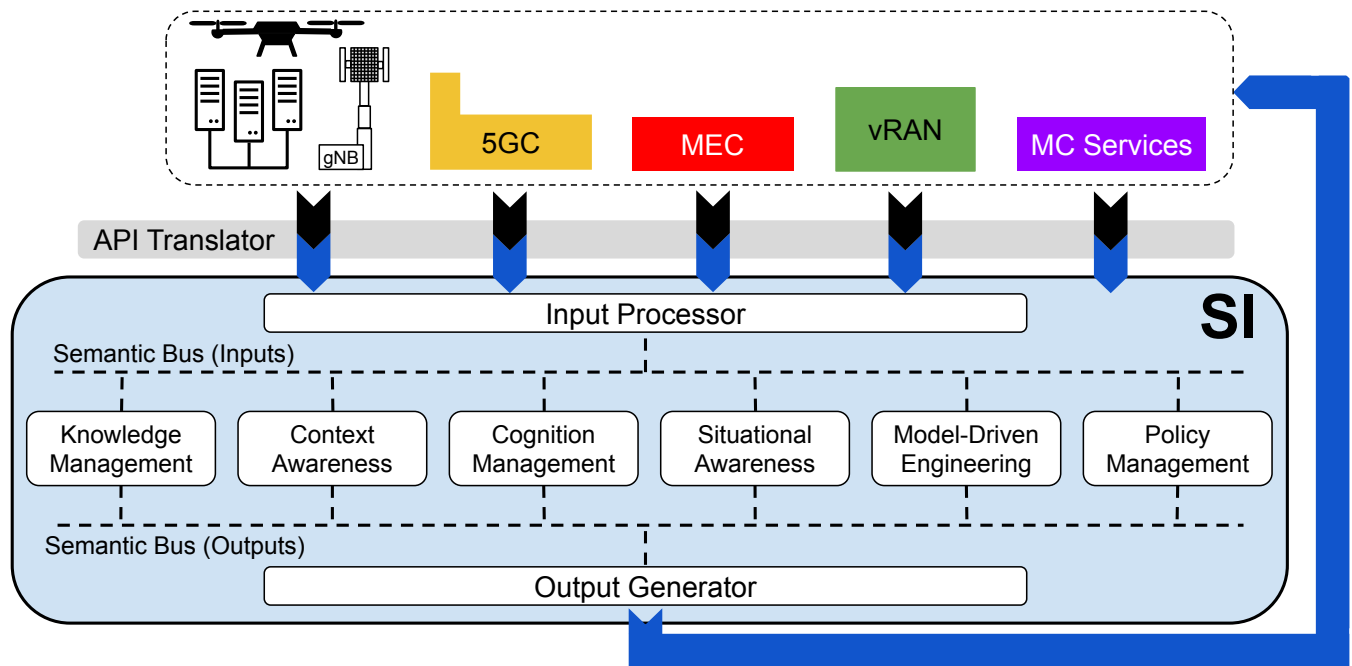 gNB
5GC
MEC
vRAN
MC Services
API Translator
SI
Input Processor
Semantic Bus (Inputs)
Knowledge
Management
Context
Awareness
Cognition
Management
Situational
Awareness
Model-Driven
Engineering
Policy
Management
Semantic Bus (Outputs)
Output Generator